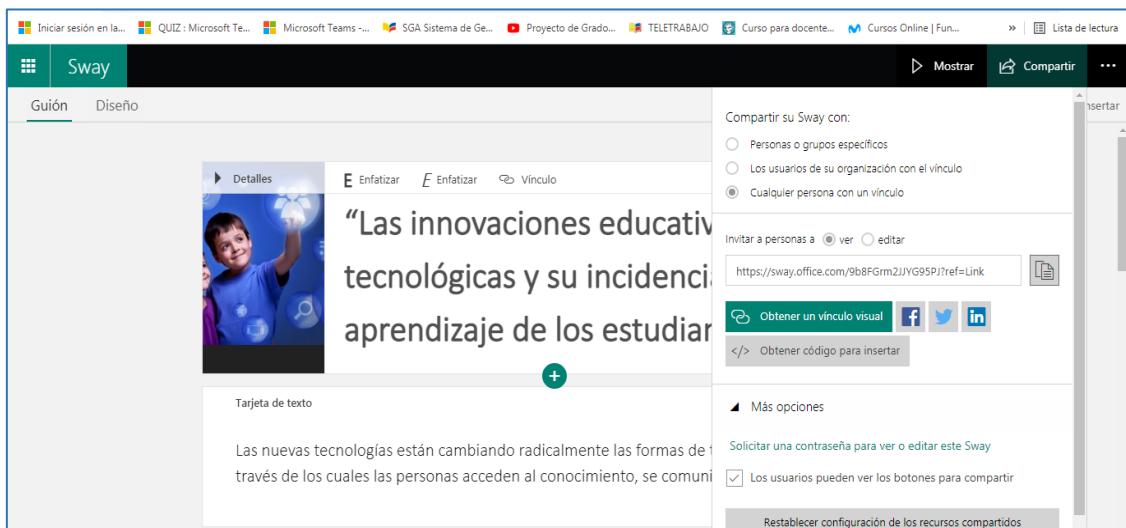 Iniciar sesión en la...
QUIZ : Microsoft Te...
Microsoft Teams -...
SGA Sistema de Ge...
Proyecto de Grado...
TELETRABAJO
Curso para docente...
Cursos Online | Fun...
»
Lista de lectura
Sway
Mostrar
Compartir
...
Guión
Diseño
Detalles
E Enfatizar
E Enfatizar
Vínculo
“Las innovaciones educativ
tecnológicas y su incidenci
aprendizaje de los estudiar
+
Tarjeta de texto
Las nuevas tecnologías están cambiando radicalmente las formas de t
través de los cuales las personas acceden al conocimiento, se comuni
Compartir su Sway con:
Personas o grupos específicos
Los usuarios de su organización con el vínculo
Cualquier persona con un vínculo
Invitar a personas a ver editar
https://sway.office.com/9b8FGrm2JJYG95PJ?ref=Link
Obtener un vínculo visual
</> Obtener código para insertar
Más opciones
Solicitar una contraseña para ver o editar este Sway
Los usuarios pueden ver los botones para compartir
Restablecer configuración de los recursos compartidos